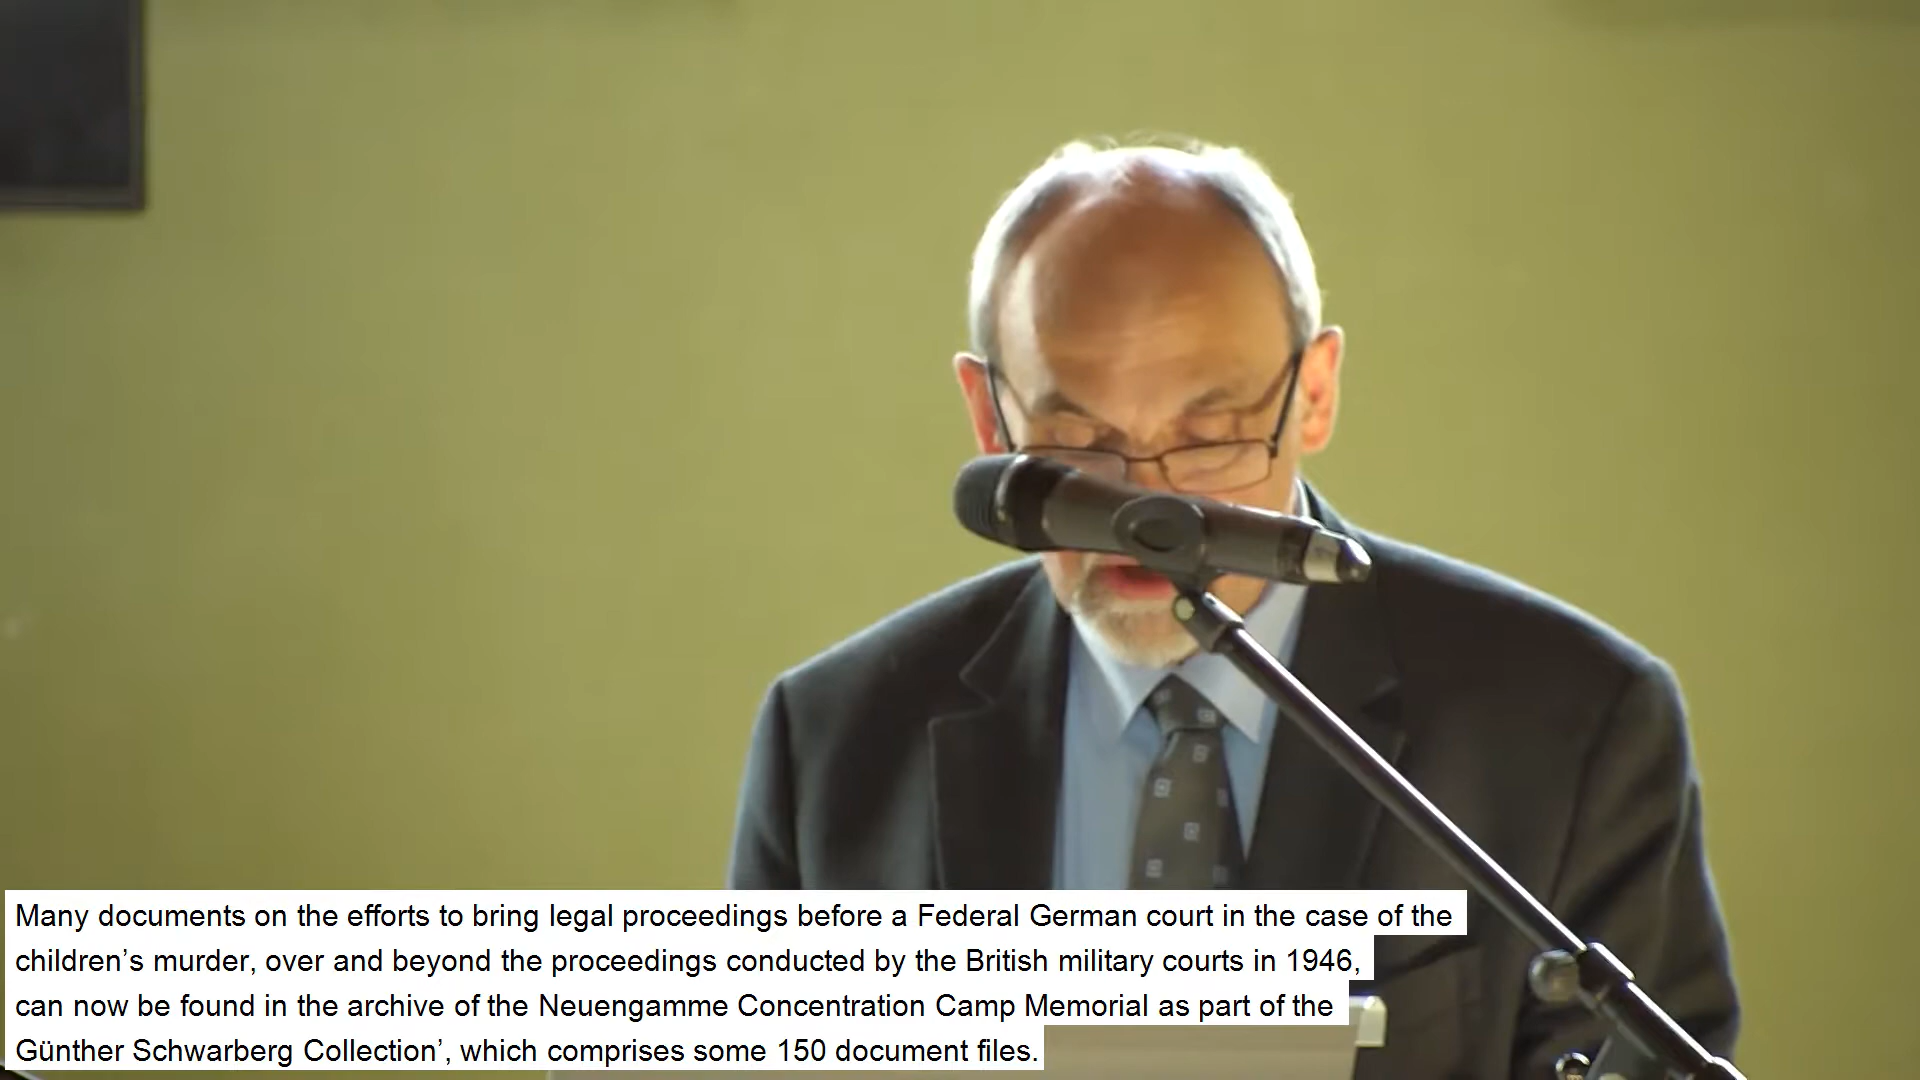 Many documents on the efforts to bring legal proceedings before a Federal German court in the case of the
children’s murder, over and beyond the proceedings conducted by the British military courts in 1946,
can now be found in the archive of the Neuengamme Concentration Camp Memorial as part of the
Günther Schwarberg Collection’, which comprises some 150 document files.